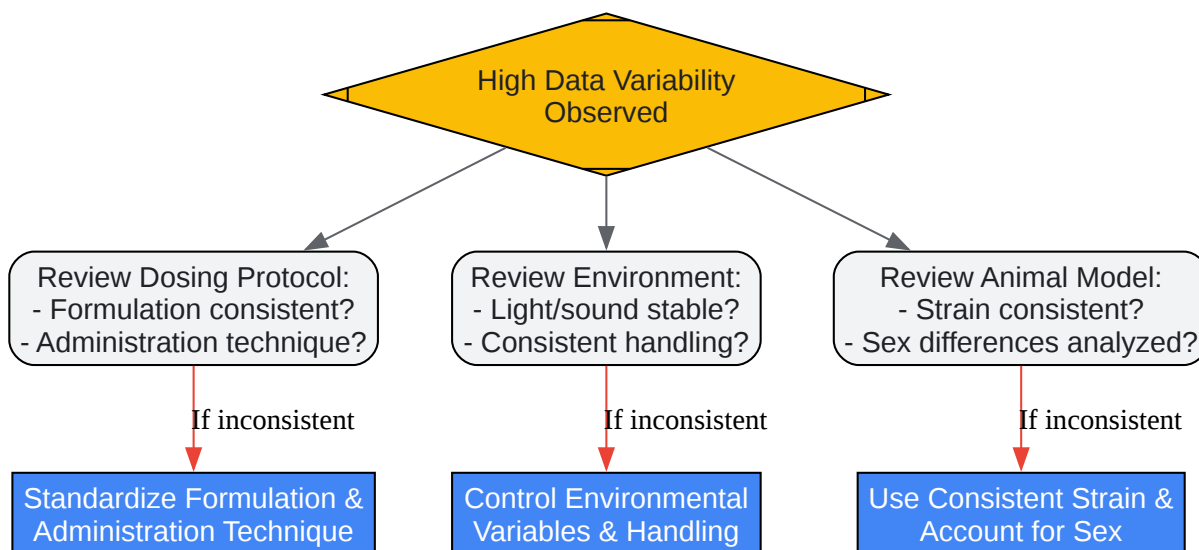 High Data Variability
Observed
Review Dosing Protocol:
- Formulation consistent?
- Administration technique?
Review Environment:
- Light/sound stable?
- Consistent handling?
Review Animal Model:
- Strain consistent?
- Sex differences analyzed?
If inconsistent
If inconsistent
If inconsistent
Standardize Formulation &
Administration Technique
Control Environmental
Variables & Handling
Use Consistent Strain &
Account for Sex